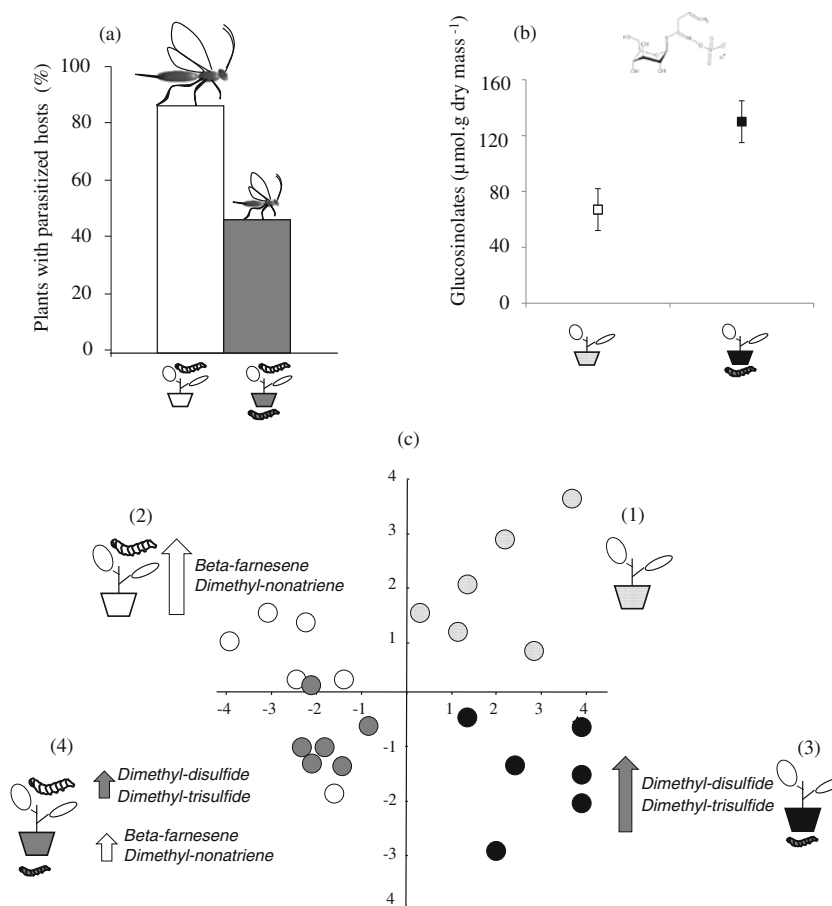 (a)
Plants with parasitized hosts (%)
100
80
60
40
20
0
(b)
Glucosinolates (µmol.g dry mass -1)
160
120
80
40
0
(c)
4
3
2
1
-4 -3 -2 -1 1 2 3 4
-1
-2
-3
4
(2)
Beta-farnesene
Dimethyl-nonatriene
(1)
(4)
Dimethyl-disulfide
Dimethyl-trisulfide
Beta-farnesene
Dimethyl-nonatriene
(3)
Dimethyl-disulfide
Dimethyl-trisulfide